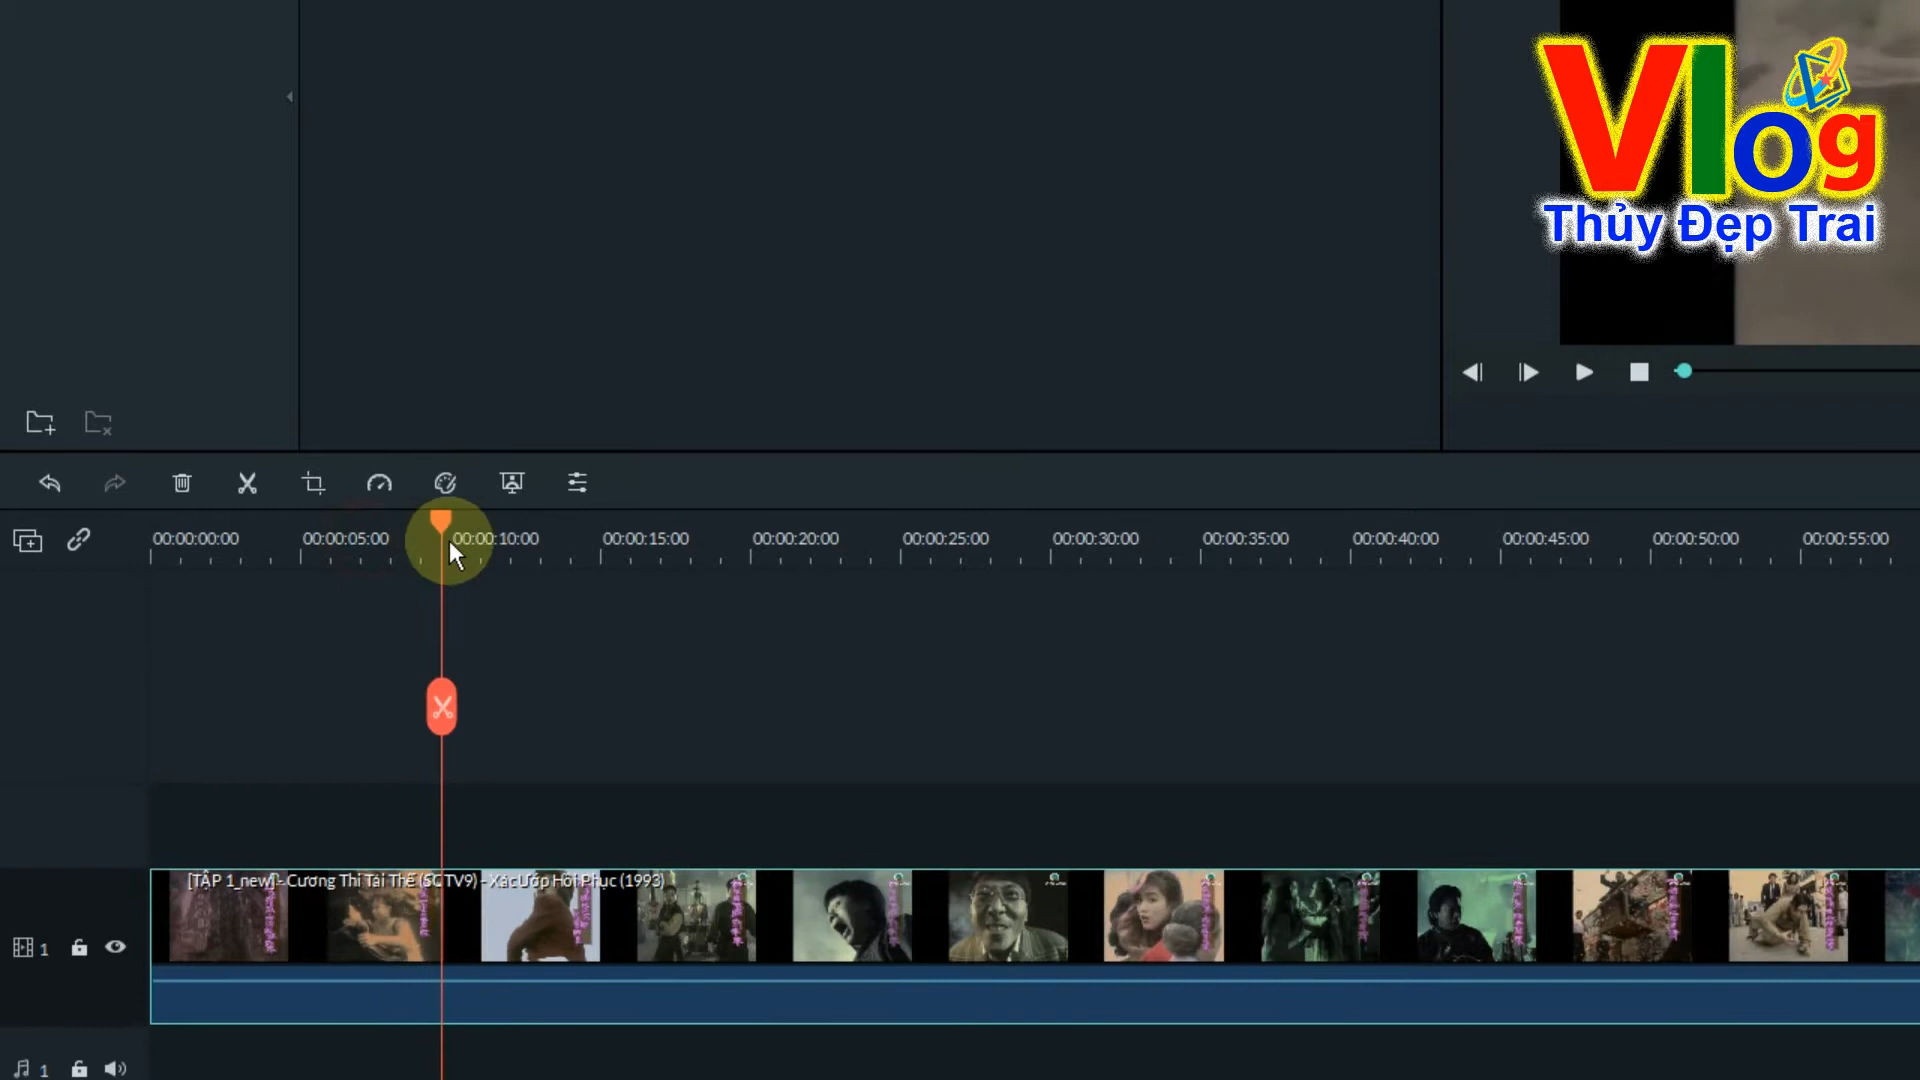 Vlog
Thủy Đẹp Trai
00:00:00:00 00:00:05:00 00:00:10:00 00:00:15:00 00:00:20:00 00:00:25:00 00:00:30:00 00:00:35:00 00:00:40:00 00:00:45:00 00:00:50:00 00:00:55:00
[TẬP 1_new] - Cương Thi Tái Thế (SCTV9) - Xác Ướp Hồi Phục (1993)
1
1